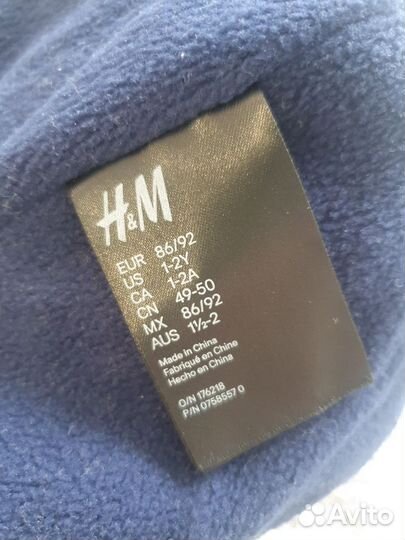 H&M
EUR 86/92
US 1-2Y
CA 1-2A
CN 49-50
MX 86/92
AUS 1½-2
Made in China
Fabriqué en Chine
Hecho en China
O/N 176218
P/N 0758557 0
Avito